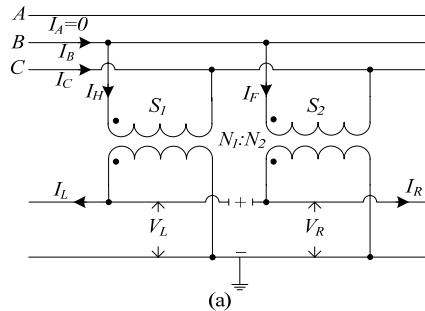 A
I_A=0
B
I_B
C
I_C
I_H
S_1
I_F
S_2
N_1:N_2
I_L
+
I_R
V_L
V_R
−
(a)